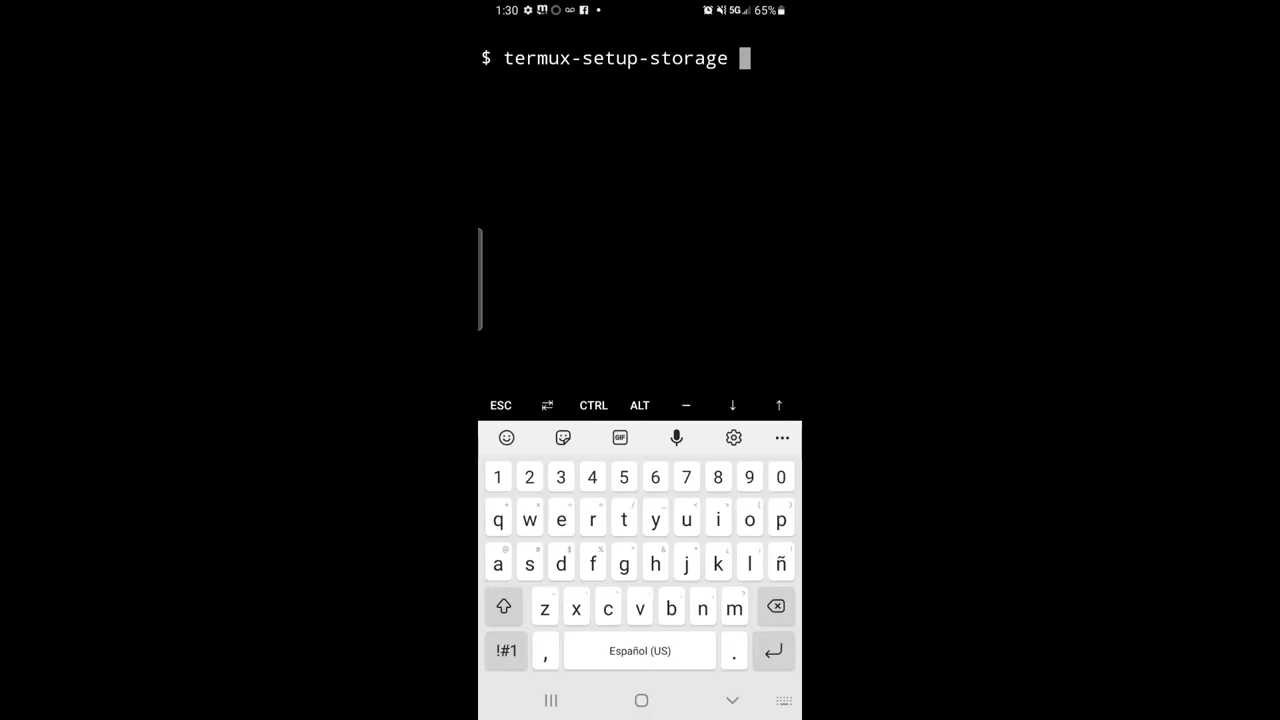 1:30 5G 65%
$ termux-setup-storage
ESC CTRL ALT –
GIF
1 2 3 4 5 6 7 8 9 0
q w e r t y u i o p
a s d f g h j k l ñ
z x c v b n m
!#1 , Español (US) .